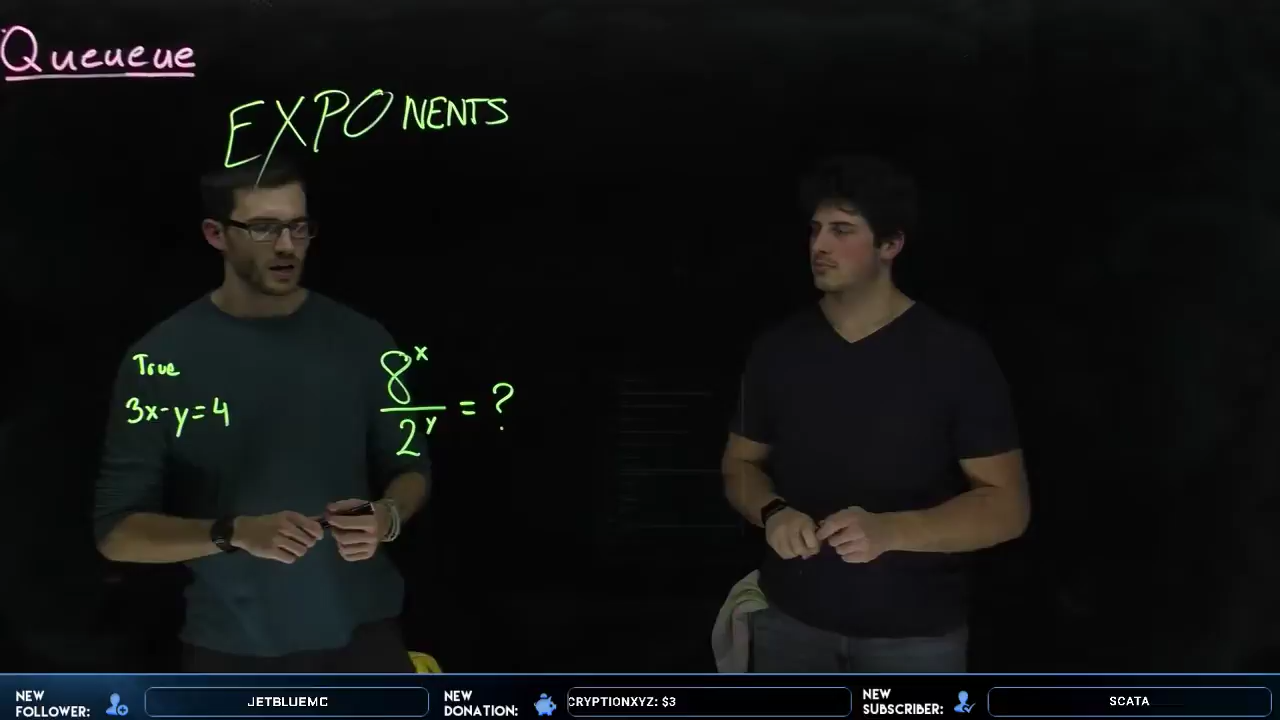 Queueue
EXPONENTS
True
3x-y=4
8^x
2^y
= ?
NEW FOLLOWER:
JETBLUEMC
NEW DONATION:
CRYPTIONXYZ: $3
NEW SUBSCRIBER:
SCATA